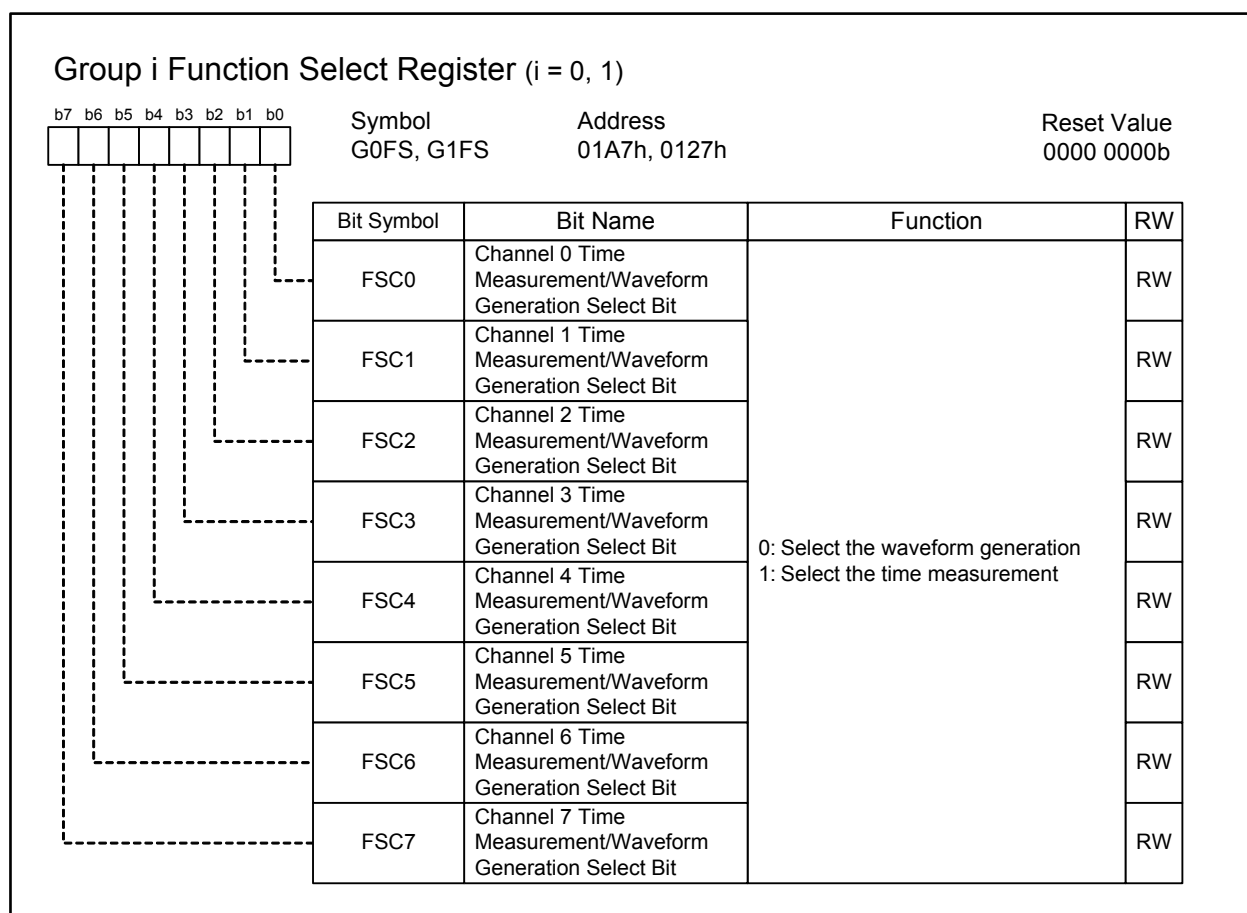 Group i Function Select Register (i = 0, 1)
b7 b6 b5 b4 b3 b2 b1 b0
Symbol Address Reset Value
G0FS, G1FS 01A7h, 0127h 0000 0000b
Bit Symbol Bit Name Function RW
FSC0
Channel 0 Time
Measurement/Waveform
Generation Select Bit
RW
FSC1
Channel 1 Time
Measurement/Waveform
Generation Select Bit
RW
FSC2
Channel 2 Time
Measurement/Waveform
Generation Select Bit
RW
FSC3
Channel 3 Time
Measurement/Waveform
Generation Select Bit
RW
0: Select the waveform generation
1: Select the time measurement
FSC4
Channel 4 Time
Measurement/Waveform
Generation Select Bit
RW
FSC5
Channel 5 Time
Measurement/Waveform
Generation Select Bit
RW
FSC6
Channel 6 Time
Measurement/Waveform
Generation Select Bit
RW
FSC7
Channel 7 Time
Measurement/Waveform
Generation Select Bit
RW